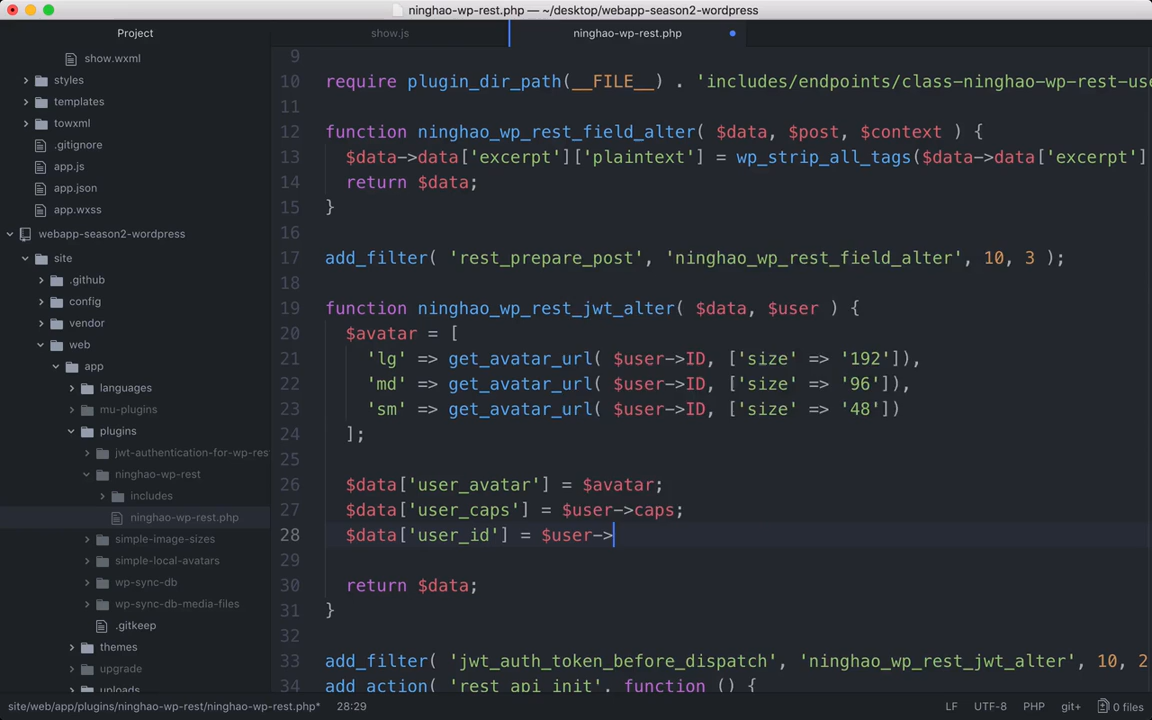 ninghao-wp-rest.php — ~/desktop/webapp-season2-wordpress
Project
show.js
ninghao-wp-rest.php
show.wxml
styles
templates
towxml
.gitignore
app.js
app.json
app.wxss
webapp-season2-wordpress
site
.github
config
vendor
web
app
languages
mu-plugins
plugins
jwt-authentication-for-wp-rest
ninghao-wp-rest
includes
ninghao-wp-rest.php
simple-image-sizes
simple-local-avatars
wp-sync-db
wp-sync-db-media-files
.gitkeep
themes
upgrade
uploads
9
10 require plugin_dir_path(__FILE__) . 'includes/endpoints/class-ninghao-wp-rest-use
11
12 function ninghao_wp_rest_field_alter( $data, $post, $context ) {
13 $data->data['excerpt']['plaintext'] = wp_strip_all_tags($data->data['excerpt']
14 return $data;
15 }
16
17 add_filter( 'rest_prepare_post', 'ninghao_wp_rest_field_alter', 10, 3 );
18
19 function ninghao_wp_rest_jwt_alter( $data, $user ) {
20 $avatar = [
21 'lg' => get_avatar_url( $user->ID, ['size' => '192']),
22 'md' => get_avatar_url( $user->ID, ['size' => '96']),
23 'sm' => get_avatar_url( $user->ID, ['size' => '48'])
24 ];
25
26 $data['user_avatar'] = $avatar;
27 $data['user_caps'] = $user->caps;
28 $data['user_id'] = $user->
29
30 return $data;
31 }
32
33 add_filter( 'jwt_auth_token_before_dispatch', 'ninghao_wp_rest_jwt_alter', 10, 2
34 add_action( 'rest_api_init', function () {
site/web/app/plugins/ninghao-wp-rest/ninghao-wp-rest.php* 28:29
LF UTF-8 PHP git+ 0 files